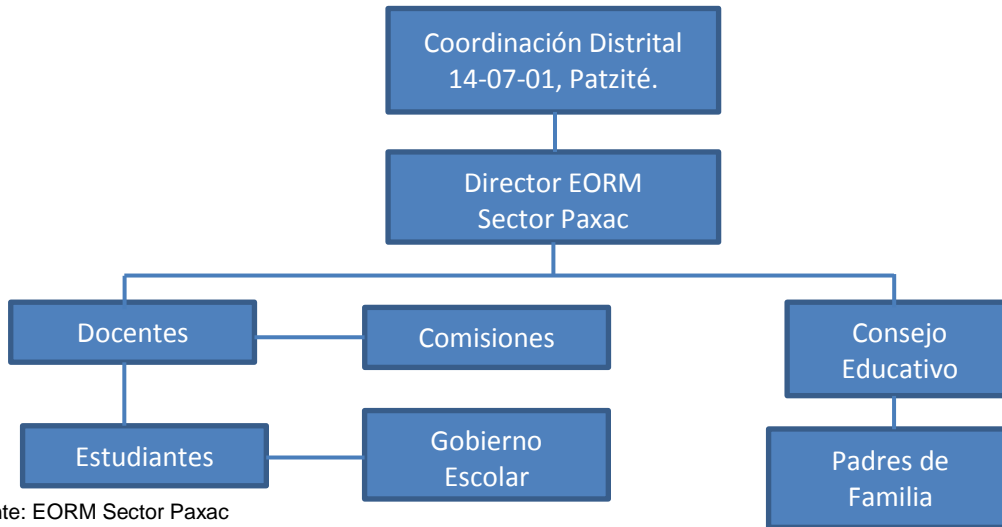 Coordinación Distrital
14-07-01, Patzité.
Director EORM
Sector Paxac
Docentes
Comisiones
Consejo
Educativo
Estudiantes
Gobierno
Escolar
Padres de
Familia
nte: EORM Sector Paxac